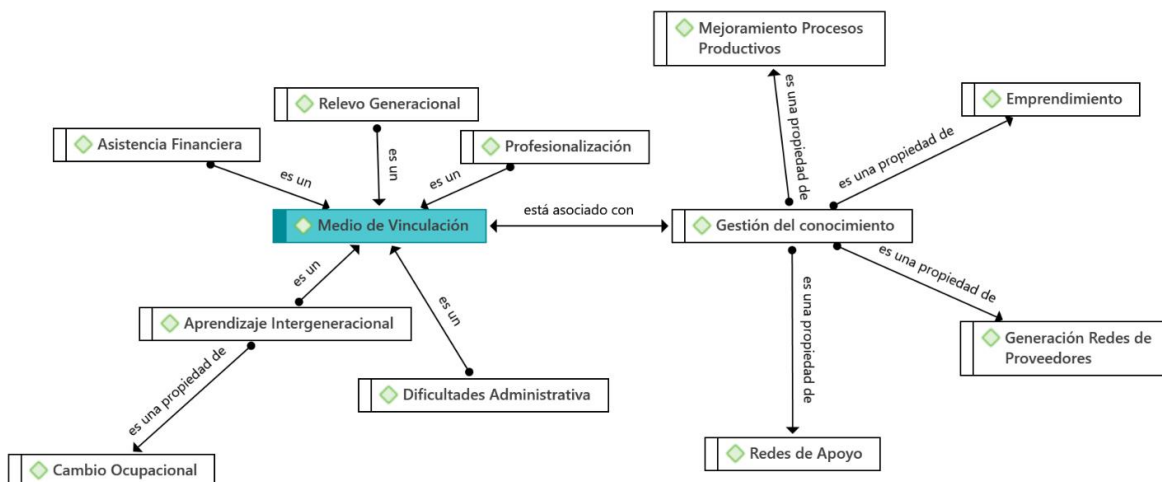 Mejoramiento Procesos
Productivos
es una propiedad de
Emprendimiento
es una propiedad de
Relevo Generacional
Asistencia Financiera
Profesionalización
es un
es un
es un
Medio de Vinculación
está asociado con
Gestión del conocimiento
es un
es un
es una propiedad de
es una propiedad de
Aprendizaje Intergeneracional
Generación Redes de
Proveedores
es una propiedad de
Dificultades Administrativa
Redes de Apoyo
Cambio Ocupacional